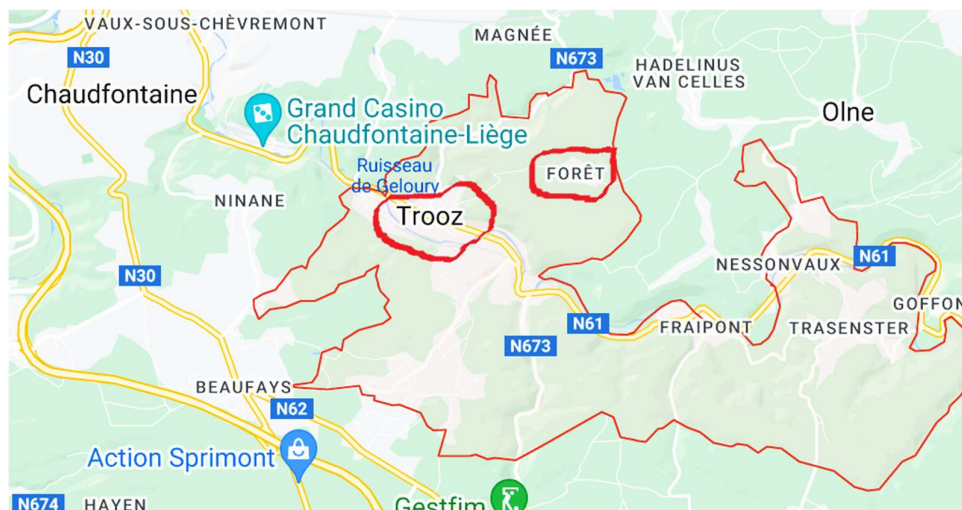 VAUX-SOUS-CHÈVREMONT
MAGNÉE
N30
N673
HADELINUS
VAN CELLES
Chaudfontaine
Grand Casino
Chaudfontaine-Liège
Olne
Ruisseau
de Geloury
FORÊT
NINANE
Trooz
N30
NESSONVAUX
N61
GOFFON
N61
FRAIPONT
TRASENSTER
N673
BEAUFAYS
N62
Action Sprimont
N674
HAYEN
Gestfim